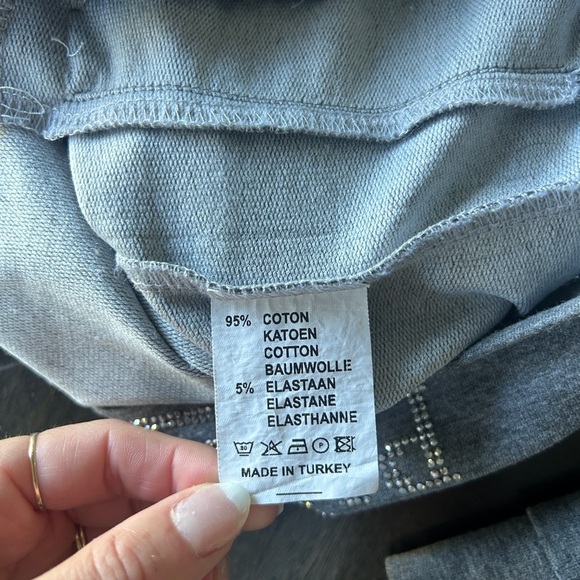 95% COTON
KATOEN
COTTON
BAUMWOLLE
5% ELASTAAN
ELASTANE
ELASTHANNE
P
MADE IN TURKEY